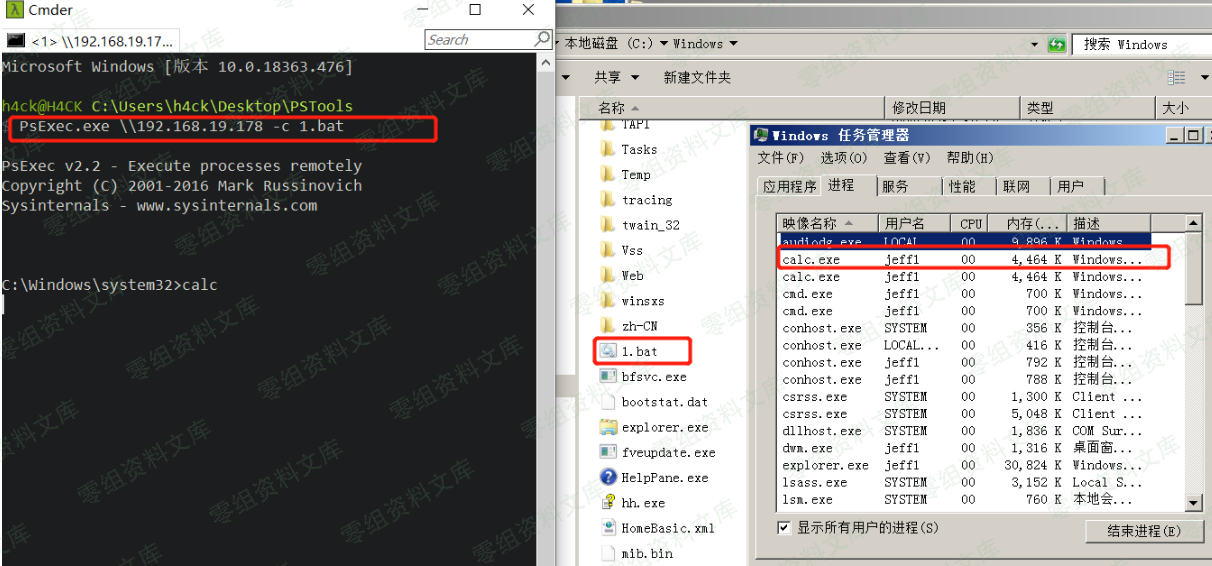 Cmder
<1> \\192.168.19.17...
Search
Microsoft Windows [版本 10.0.18363.476]
h4ck@H4CK C:\Users\h4ck\Desktop\PSTools
PsExec.exe \\192.168.19.178 -c 1.bat
PsExec v2.2 - Execute processes remotely
Copyright (C) 2001-2016 Mark Russinovich
Sysinternals - www.sysinternals.com
C:\Windows\system32>calc
本地磁盘 (C:) Windows
搜索 Windows
共享 新建文件夹
名称 修改日期 类型 大小
TAPI
Tasks
Temp
tracing
twain_32
Vss
Web
winsxs
zh-CN
1.bat
bfsvc.exe
bootstat.dat
explorer.exe
fveupdate.exe
HelpPane.exe
hh.exe
HomeBasic.xml
mib.bin
Windows 任务管理器
文件(F) 选项(O) 查看(V) 帮助(H)
应用程序 进程 服务 性能 联网 用户
映像名称 用户名 CPU 内存(... 描述
audiodg.exe LOCAL 00 9,896 K Windows
calc.exe jeff1 00 4,464 K Windows...
calc.exe jeff1 00 4,464 K Windows...
cmd.exe jeff1 00 700 K Windows...
cmd.exe jeff1 00 700 K Windows...
conhost.exe SYSTEM 00 356 K 控制台...
conhost.exe LOCAL... 00 416 K 控制台...
conhost.exe jeff1 00 792 K 控制台...
conhost.exe jeff1 00 788 K 控制台...
csrss.exe SYSTEM 00 1,300 K Client ...
csrss.exe SYSTEM 00 5,048 K Client ...
dllhost.exe SYSTEM 00 1,836 K COM Sur...
dwm.exe jeff1 00 1,316 K 桌面窗...
explorer.exe jeff1 00 30,824 K Windows...
lsass.exe SYSTEM 00 3,152 K Local S...
lsm.exe SYSTEM 00 760 K 本地会...
显示所有用户的进程(S)
结束进程(E)
零组资料文库